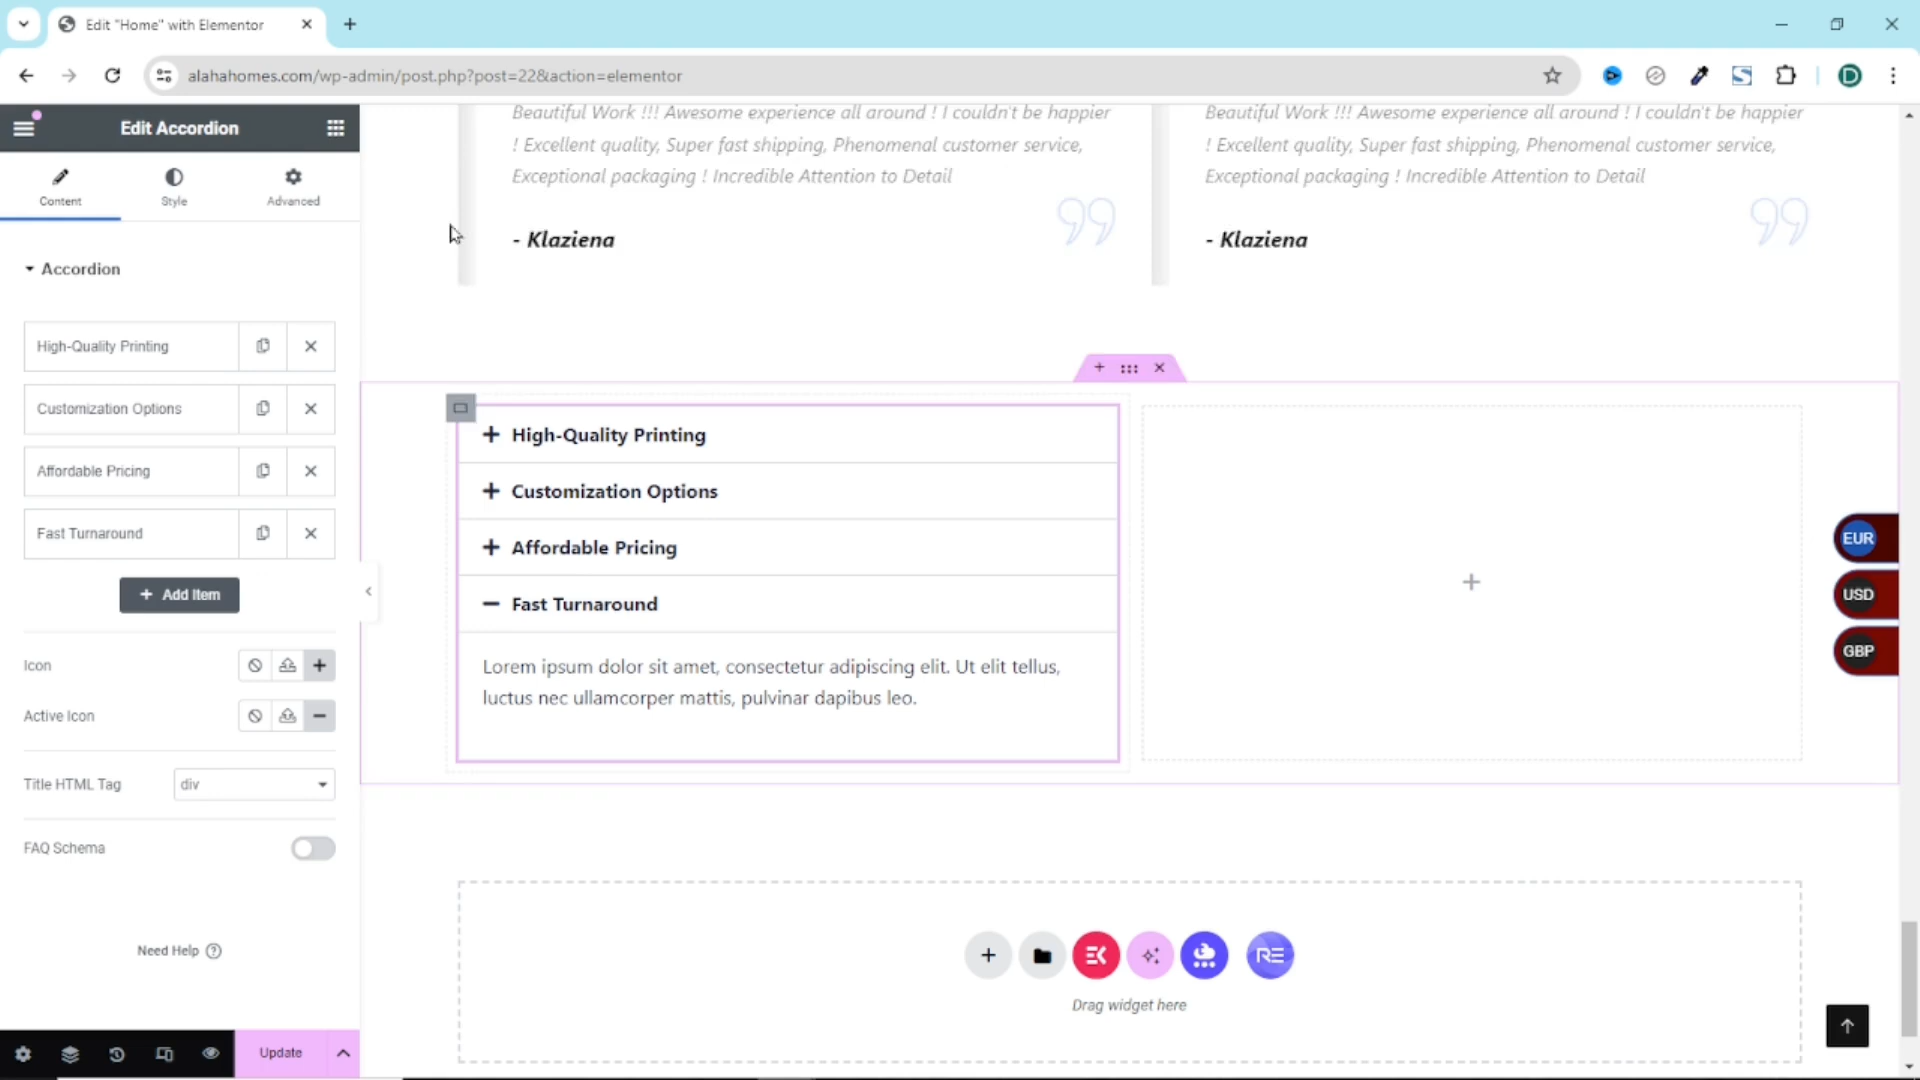 Edit "Home" with Elementor
alahahomes.com/wp-admin/post.php?post=22&action=elementor
D
Edit Accordion
Content
Style
Advanced
Accordion
High-Quality Printing
Customization Options
Affordable Pricing
Fast Turnaround
+ Add Item
Icon
Active Icon
Title HTML Tag
div
FAQ Schema
Need Help
Update
Beautiful Work !!! Awesome experience all around ! I couldn't be happier
! Excellent quality, Super fast shipping, Phenomenal customer service,
Exceptional packaging ! Incredible Attention to Detail
- Klaziena
Beautiful Work !!! Awesome experience all around ! I couldn't be happier
! Excellent quality, Super fast shipping, Phenomenal customer service,
Exceptional packaging ! Incredible Attention to Detail
- Klaziena
High-Quality Printing
Customization Options
Affordable Pricing
Fast Turnaround
Lorem ipsum dolor sit amet, consectetur adipiscing elit. Ut elit tellus,
luctus nec ullamcorper mattis, pulvinar dapibus leo.
EUR
USD
GBP
EK
RE
Drag widget here